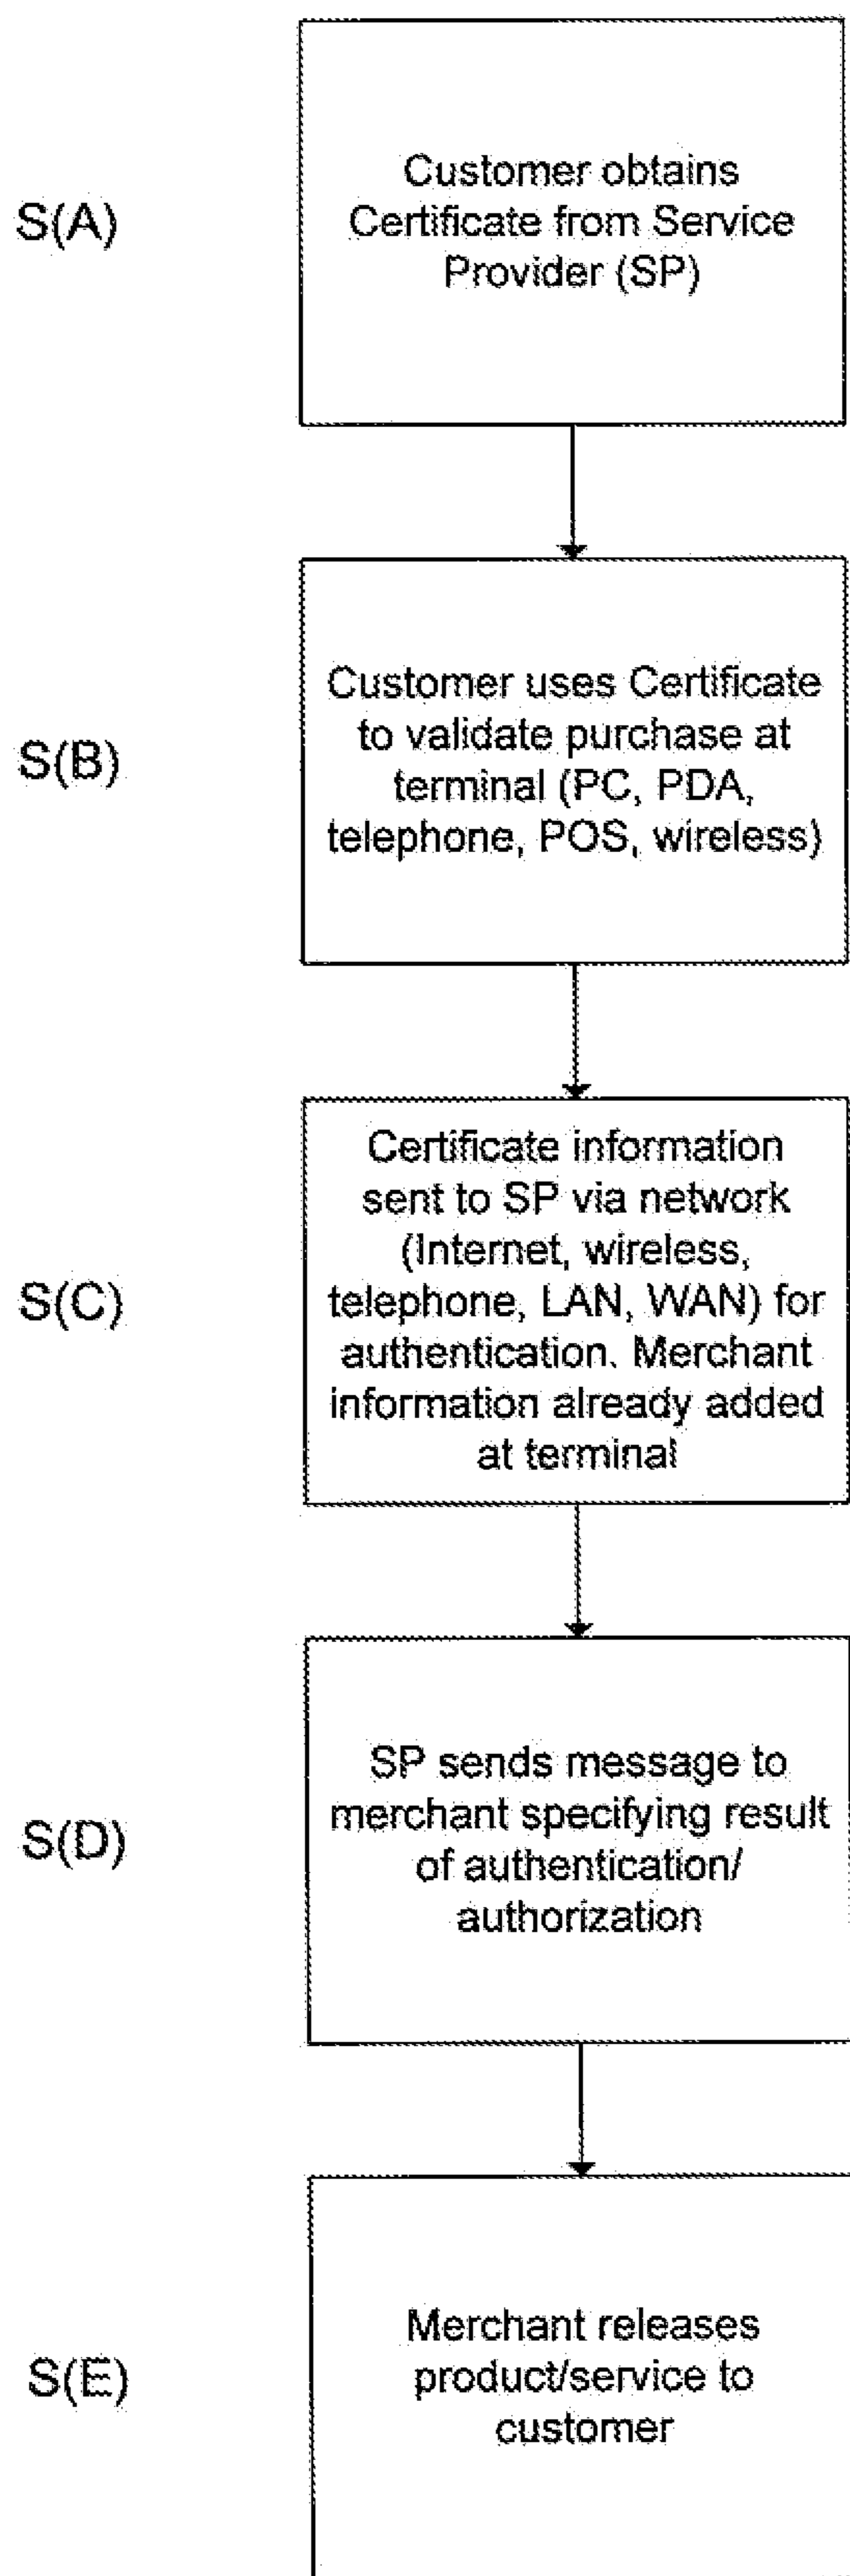 S(A)
Customer obtains
Certificate from Service
Provider (SP)
S(B)
Customer uses Certificate
to validate purchase at
terminal (PC, PDA,
telephone, POS, wireless)
S(C)
Certificate information
sent to SP via network
(Internet, wireless,
telephone, LAN, WAN) for
authentication. Merchant
information already added
at terminal
S(D)
SP sends message to
merchant specifying result
of authentication/
authorization
S(E)
Merchant releases
product/service to
customer